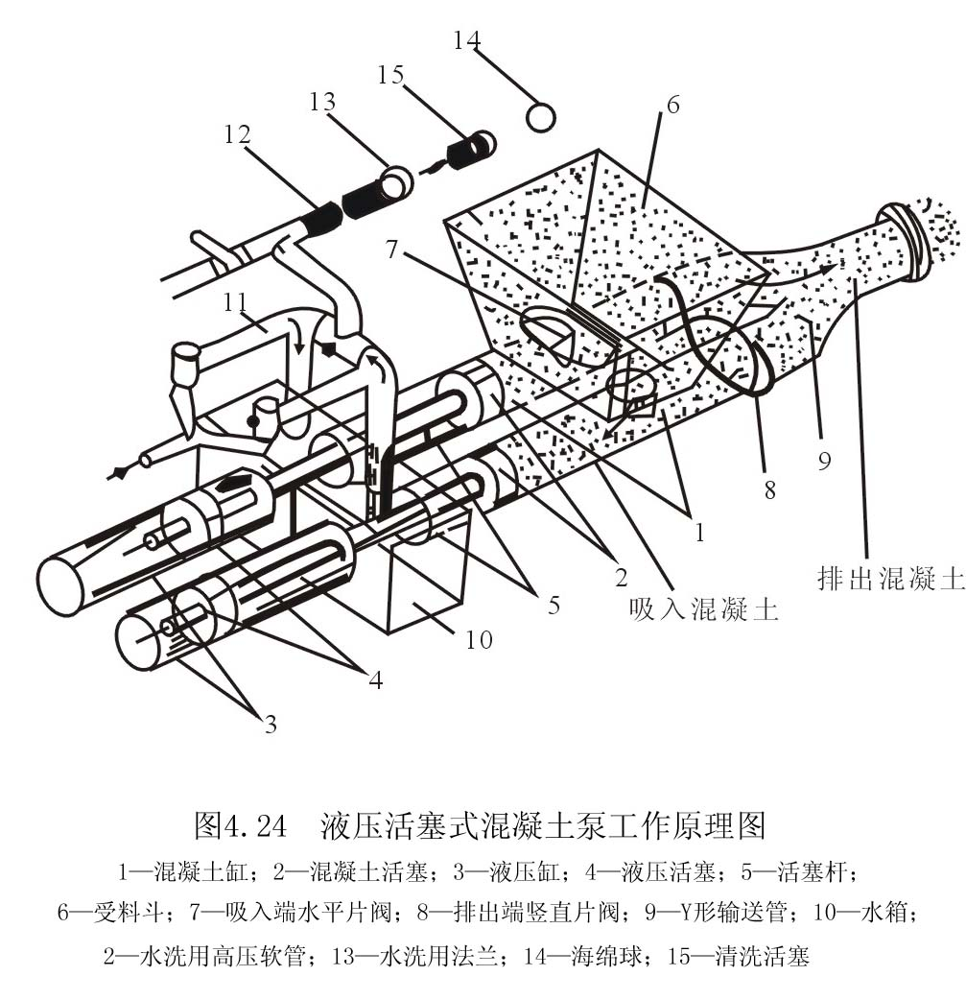 14
15
13
6
12
7
11
8
9
1
2
排出混凝土
吸入混凝土
5
10
4
3
图4.24 液压活塞式混凝土泵工作原理图
1—混凝土缸；2—混凝土活塞；3—液压缸；4—液压活塞；5—活塞杆；
6—受料斗；7—吸入端水平片阀；8—排出端竖直片阀；9—Y形输送管；10—水箱；
2—水洗用高压软管；13—水洗用法兰；14—海绵球；15—清洗活塞